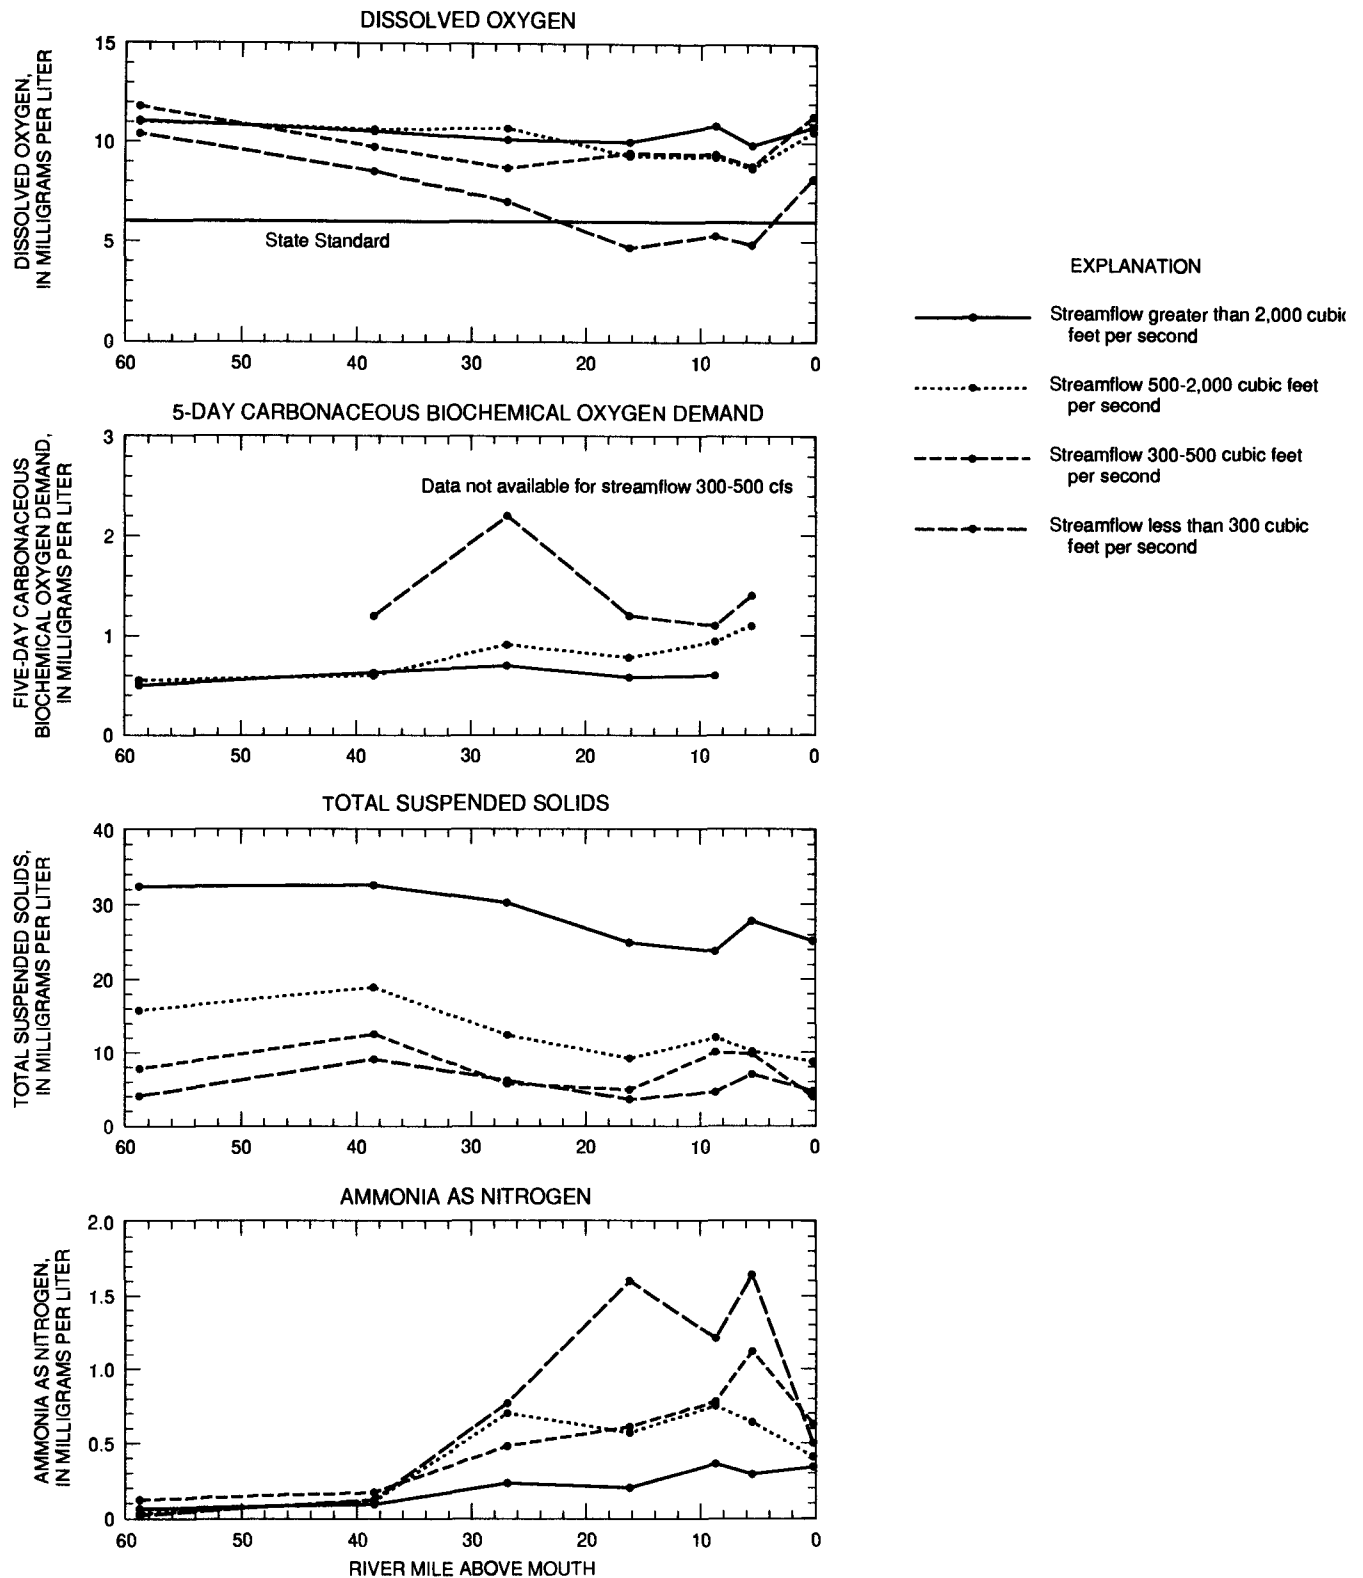 DISSOLVED OXYGEN
DISSOLVED OXYGEN,
IN MILLIGRAMS PER LITER
15
10
5
0
State Standard
60 50 40 30 20 10 0
5-DAY CARBONACEOUS BIOCHEMICAL OXYGEN DEMAND
FIVE-DAY CARBONACEOUS
BIOCHEMICAL OXYGEN DEMAND,
IN MILLIGRAMS PER LITER
3
2
1
0
Data not available for streamflow 300-500 cfs
60 50 40 30 20 10 0
TOTAL SUSPENDED SOLIDS
TOTAL SUSPENDED SOLIDS,
IN MILLIGRAMS PER LITER
40
30
20
10
0
60 50 40 30 20 10 0
AMMONIA AS NITROGEN
AMMONIA AS NITROGEN,
IN MILLIGRAMS PER LITER
2.0
1.5
1.0
0.5
0
60 50 40 30 20 10 0
RIVER MILE ABOVE MOUTH
EXPLANATION
Streamflow greater than 2,000 cubic
feet per second
Streamflow 500-2,000 cubic feet
per second
Streamflow 300-500 cubic feet
per second
Streamflow less than 300 cubic
feet per second